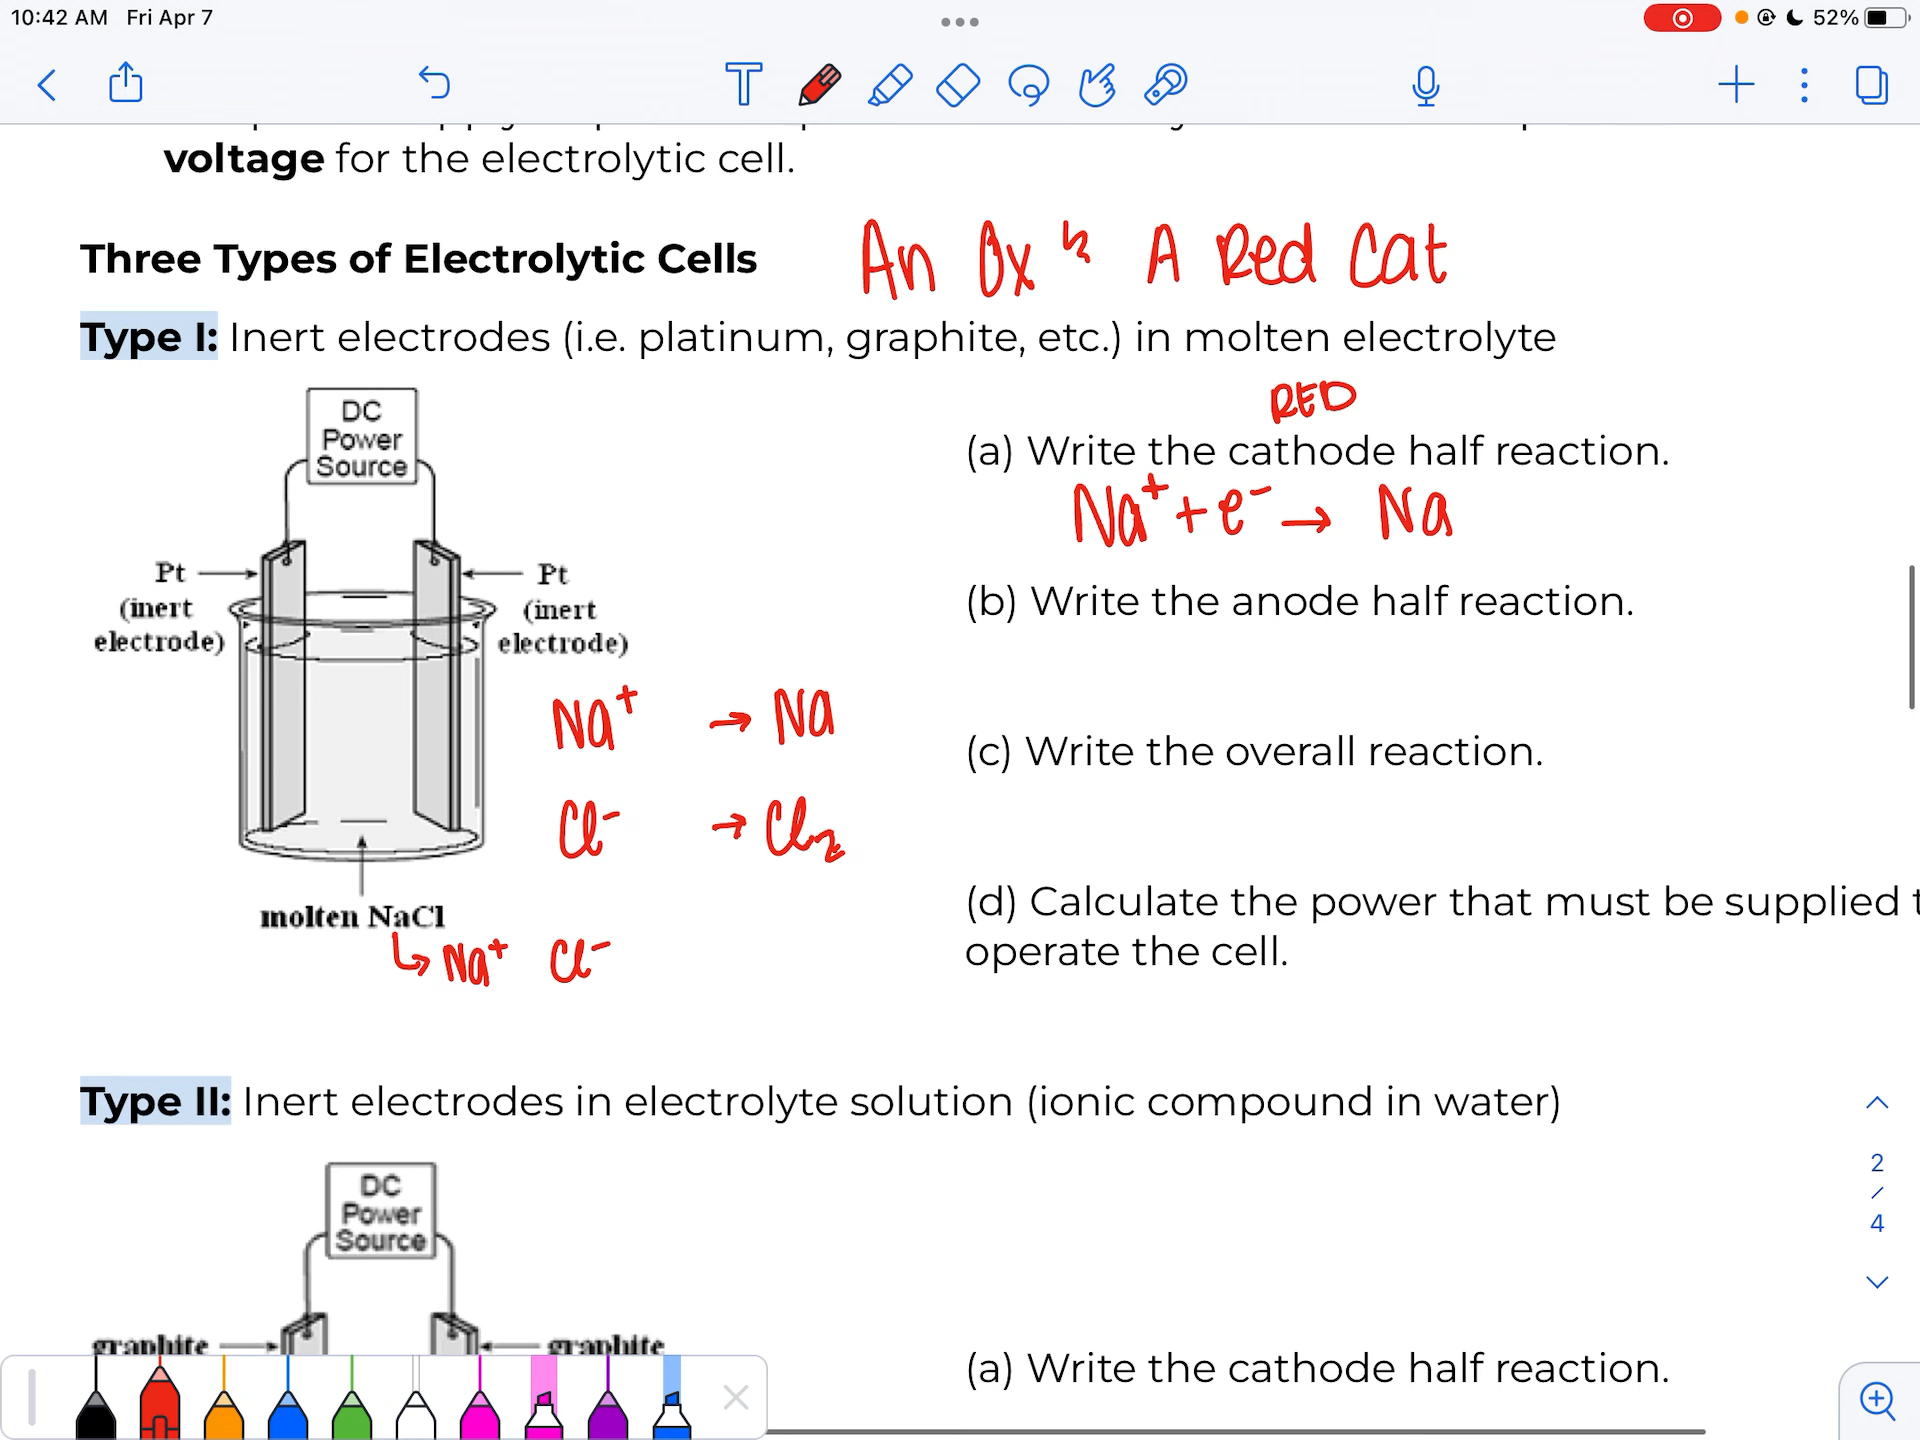 10:42 AM Fri Apr 7
52%
voltage for the electrolytic cell.
Three Types of Electrolytic Cells
An Ox & A Red Cat
Type I: Inert electrodes (i.e. platinum, graphite, etc.) in molten electrolyte
DC
Power
Source
Pt
(inert
electrode)
Pt
(inert
electrode)
molten NaCl
↳ Na⁺ Cl⁻
Na⁺ → Na
Cl⁻ → Cl₂
RED
(a) Write the cathode half reaction.
Na⁺ + e⁻ → Na
(b) Write the anode half reaction.
(c) Write the overall reaction.
(d) Calculate the power that must be supplied t
operate the cell.
Type II: Inert electrodes in electrolyte solution (ionic compound in water)
DC
Power
Source
graphite
graphite
(a) Write the cathode half reaction.
2
/
4